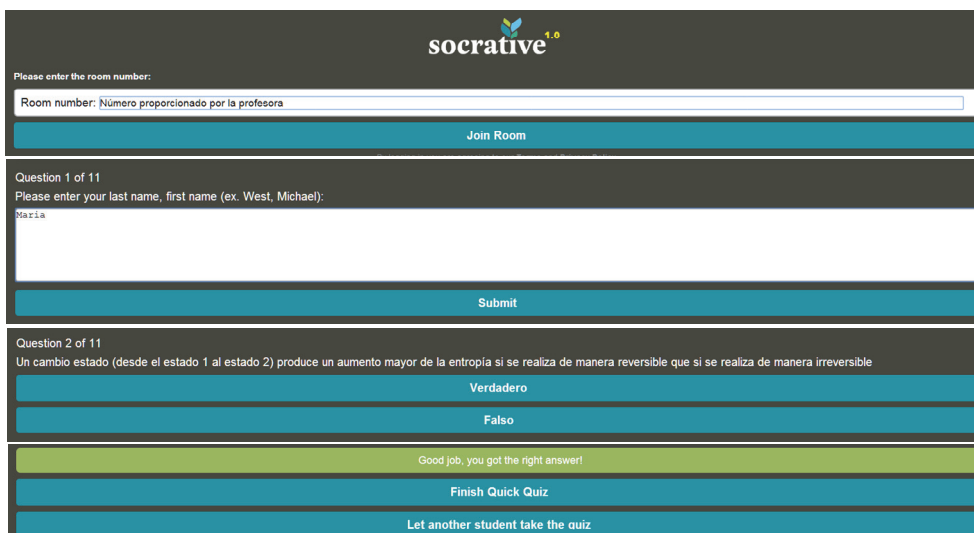 socrative 1.0
Please enter the room number:
Room number: Número proporcionado por la profesora
Join Room
Question 1 of 11
Please enter your last name, first name (ex. West, Michael):
Maria
Submit
Question 2 of 11
Un cambio estado (desde el estado 1 al estado 2) produce un aumento mayor de la entropía si se realiza de manera reversible que si se realiza de manera irreversible
Verdadero
Falso
Good job, you got the right answer!
Finish Quick Quiz
Let another student take the quiz